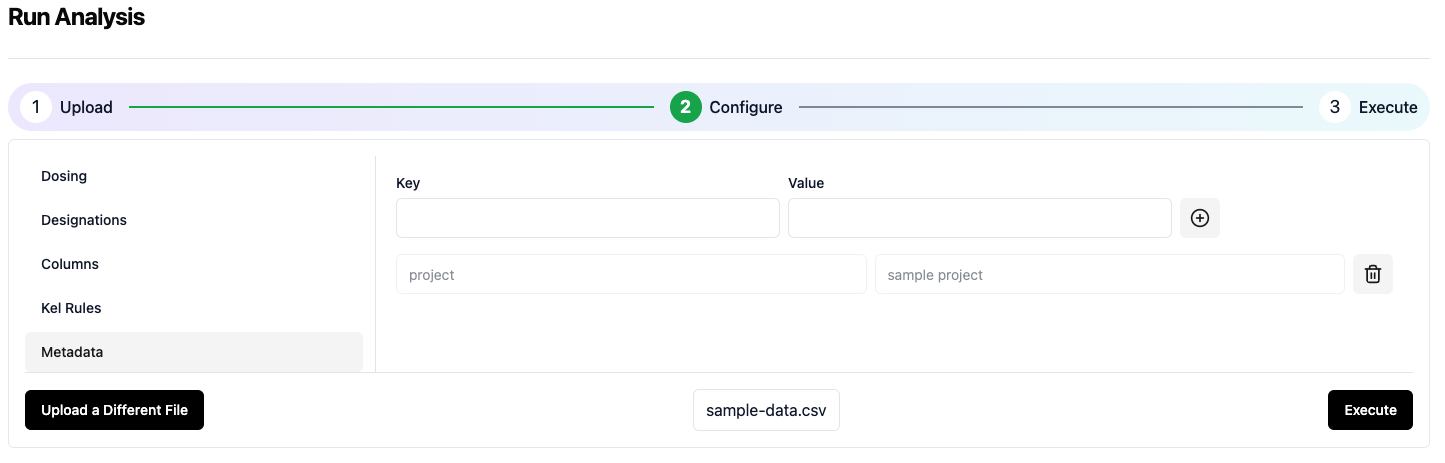 Run Analysis
1 Upload 2 Configure 3 Execute
Dosing
Designations
Columns
Kel Rules
Metadata
Key Value
project sample project
Upload a Different File sample-data.csv Execute